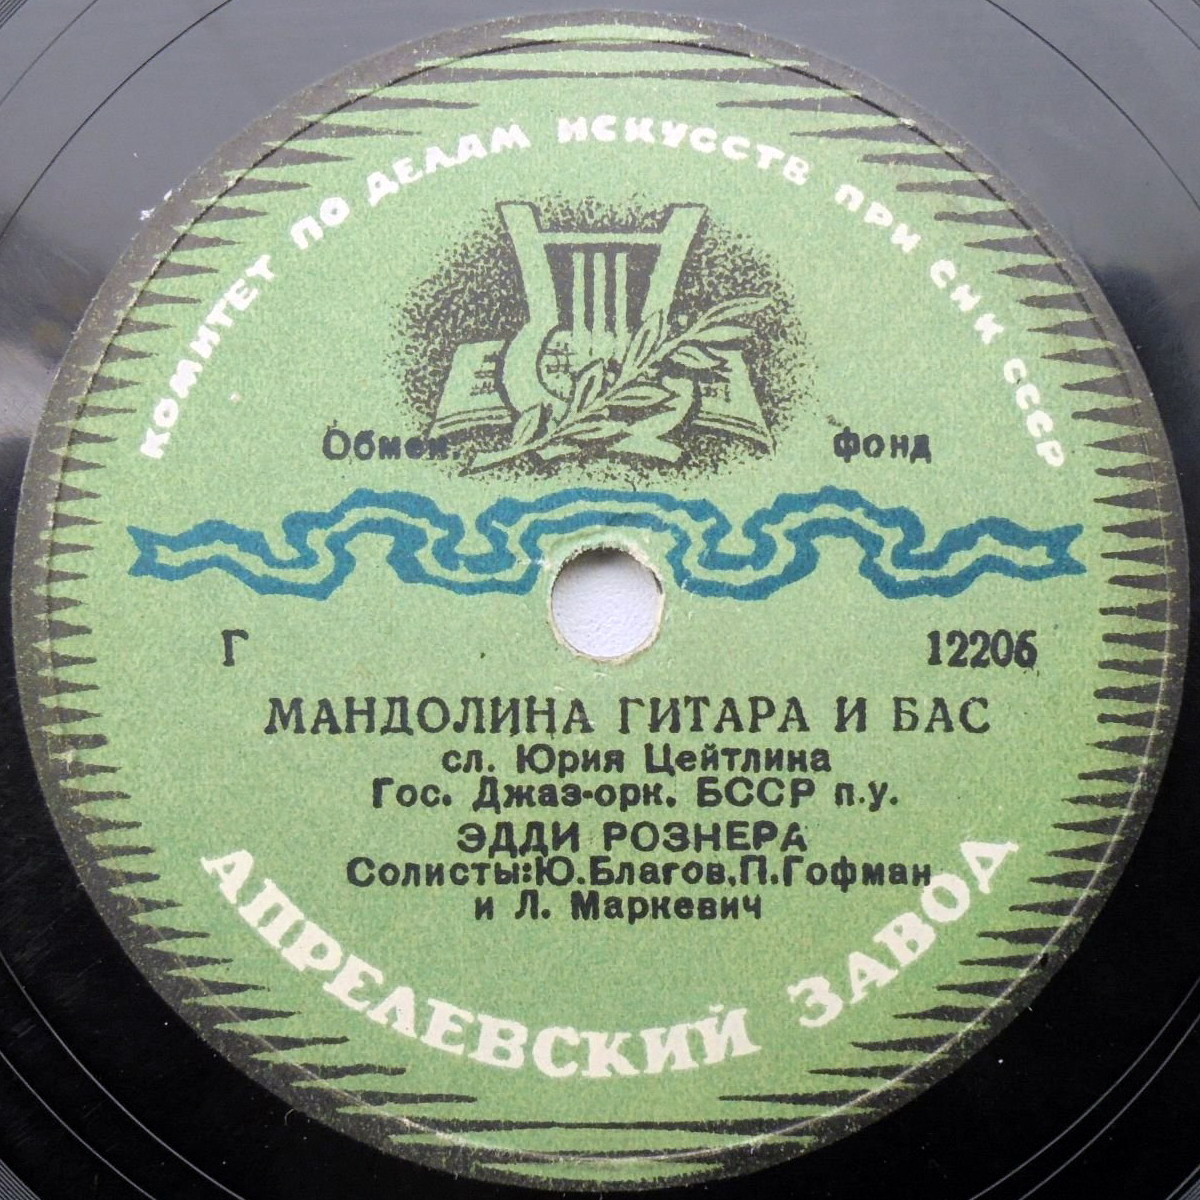 КОМИТЕТ ПО ДЕЛАМ ИСКУССТВ ПРИ СНК СССР
Обмен. фонд
Г 12206
МАНДОЛИНА ГИТАРА И БАС
сл. Юрия Цейтлина
Гос. Джаз-орк. БССР п.у.
ЭДДИ РОЗНЕРА
Солисты:Ю.Благов,П.Гофман
и Л. Маркевич
АПРЕЛЕВСКИЙ ЗАВОД